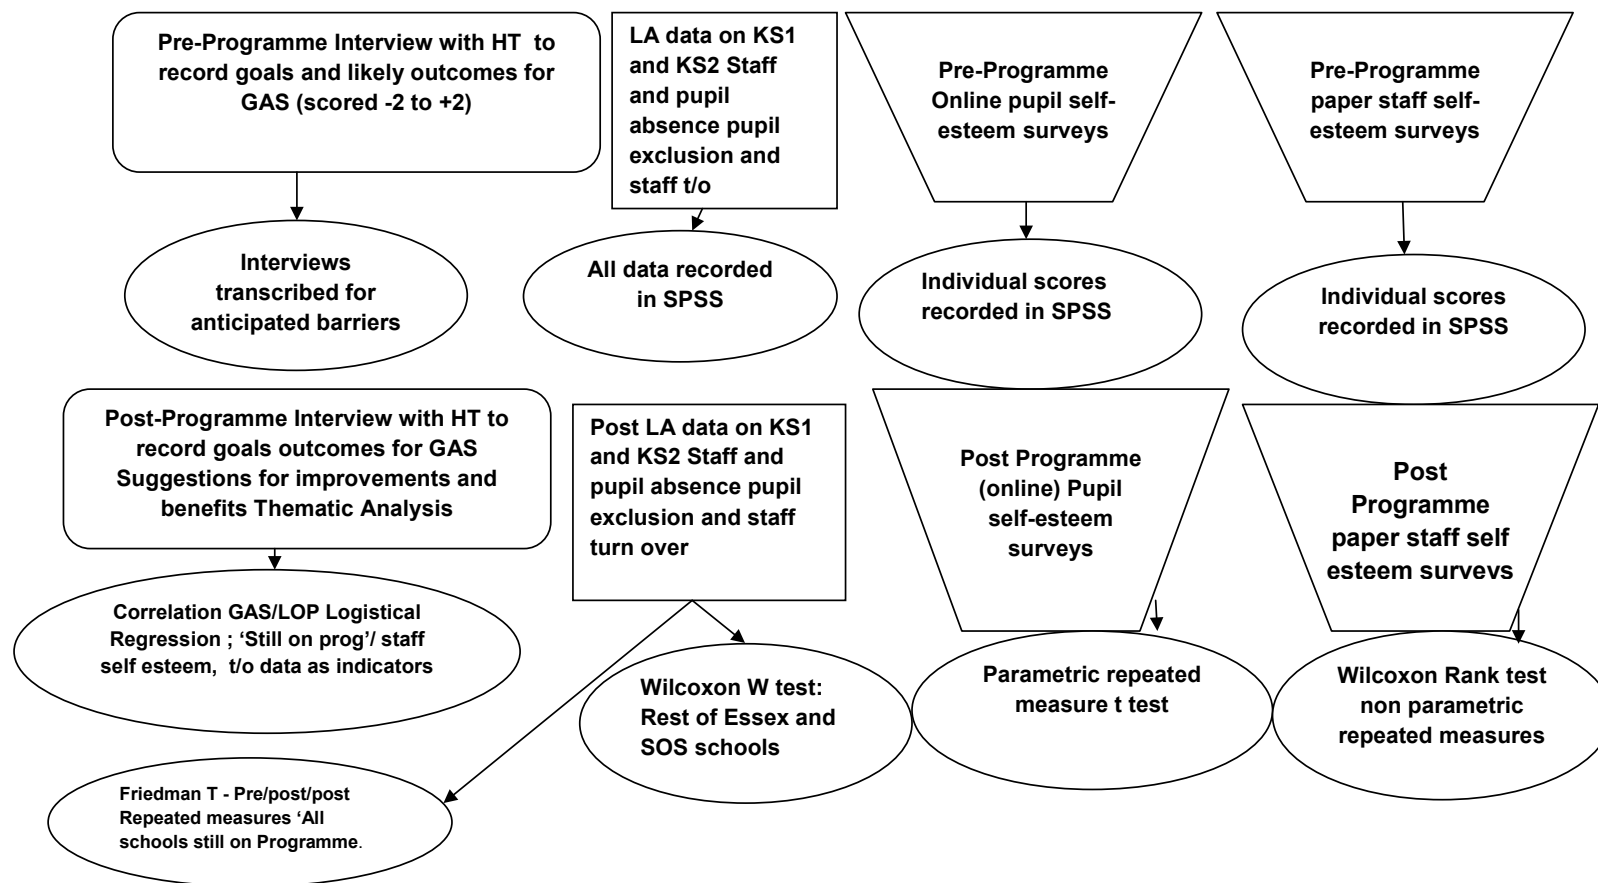 Pre-Programme Interview with HT to
record goals and likely outcomes for
GAS (scored -2 to +2)
LA data on KS1
and KS2 Staff
and pupil
absence pupil
exclusion and
staff t/o
Pre-Programme
Online pupil self-
esteem surveys
Pre-Programme
paper staff self-
esteem surveys
Interviews
transcribed for
anticipated barriers
All data recorded
in SPSS
Individual scores
recorded in SPSS
Individual scores
recorded in SPSS
Post-Programme Interview with HT to
record goals outcomes for GAS
Suggestions for improvements and
benefits Thematic Analysis
Post LA data on KS1
and KS2 Staff and
pupil absence pupil
exclusion and staff
turn over
Post Programme
(online) Pupil
self-esteem
surveys
Post
Programme
paper staff self
esteem surveys
Correlation GAS/LOP Logistical
Regression ; ‘Still on prog’/ staff
self esteem, t/o data as indicators
Wilcoxon W test:
Rest of Essex and
SOS schools
Parametric repeated
measure t test
Wilcoxon Rank test
non parametric
repeated measures
Friedman T - Pre/post/post
Repeated measures ‘All
schools still on Programme.